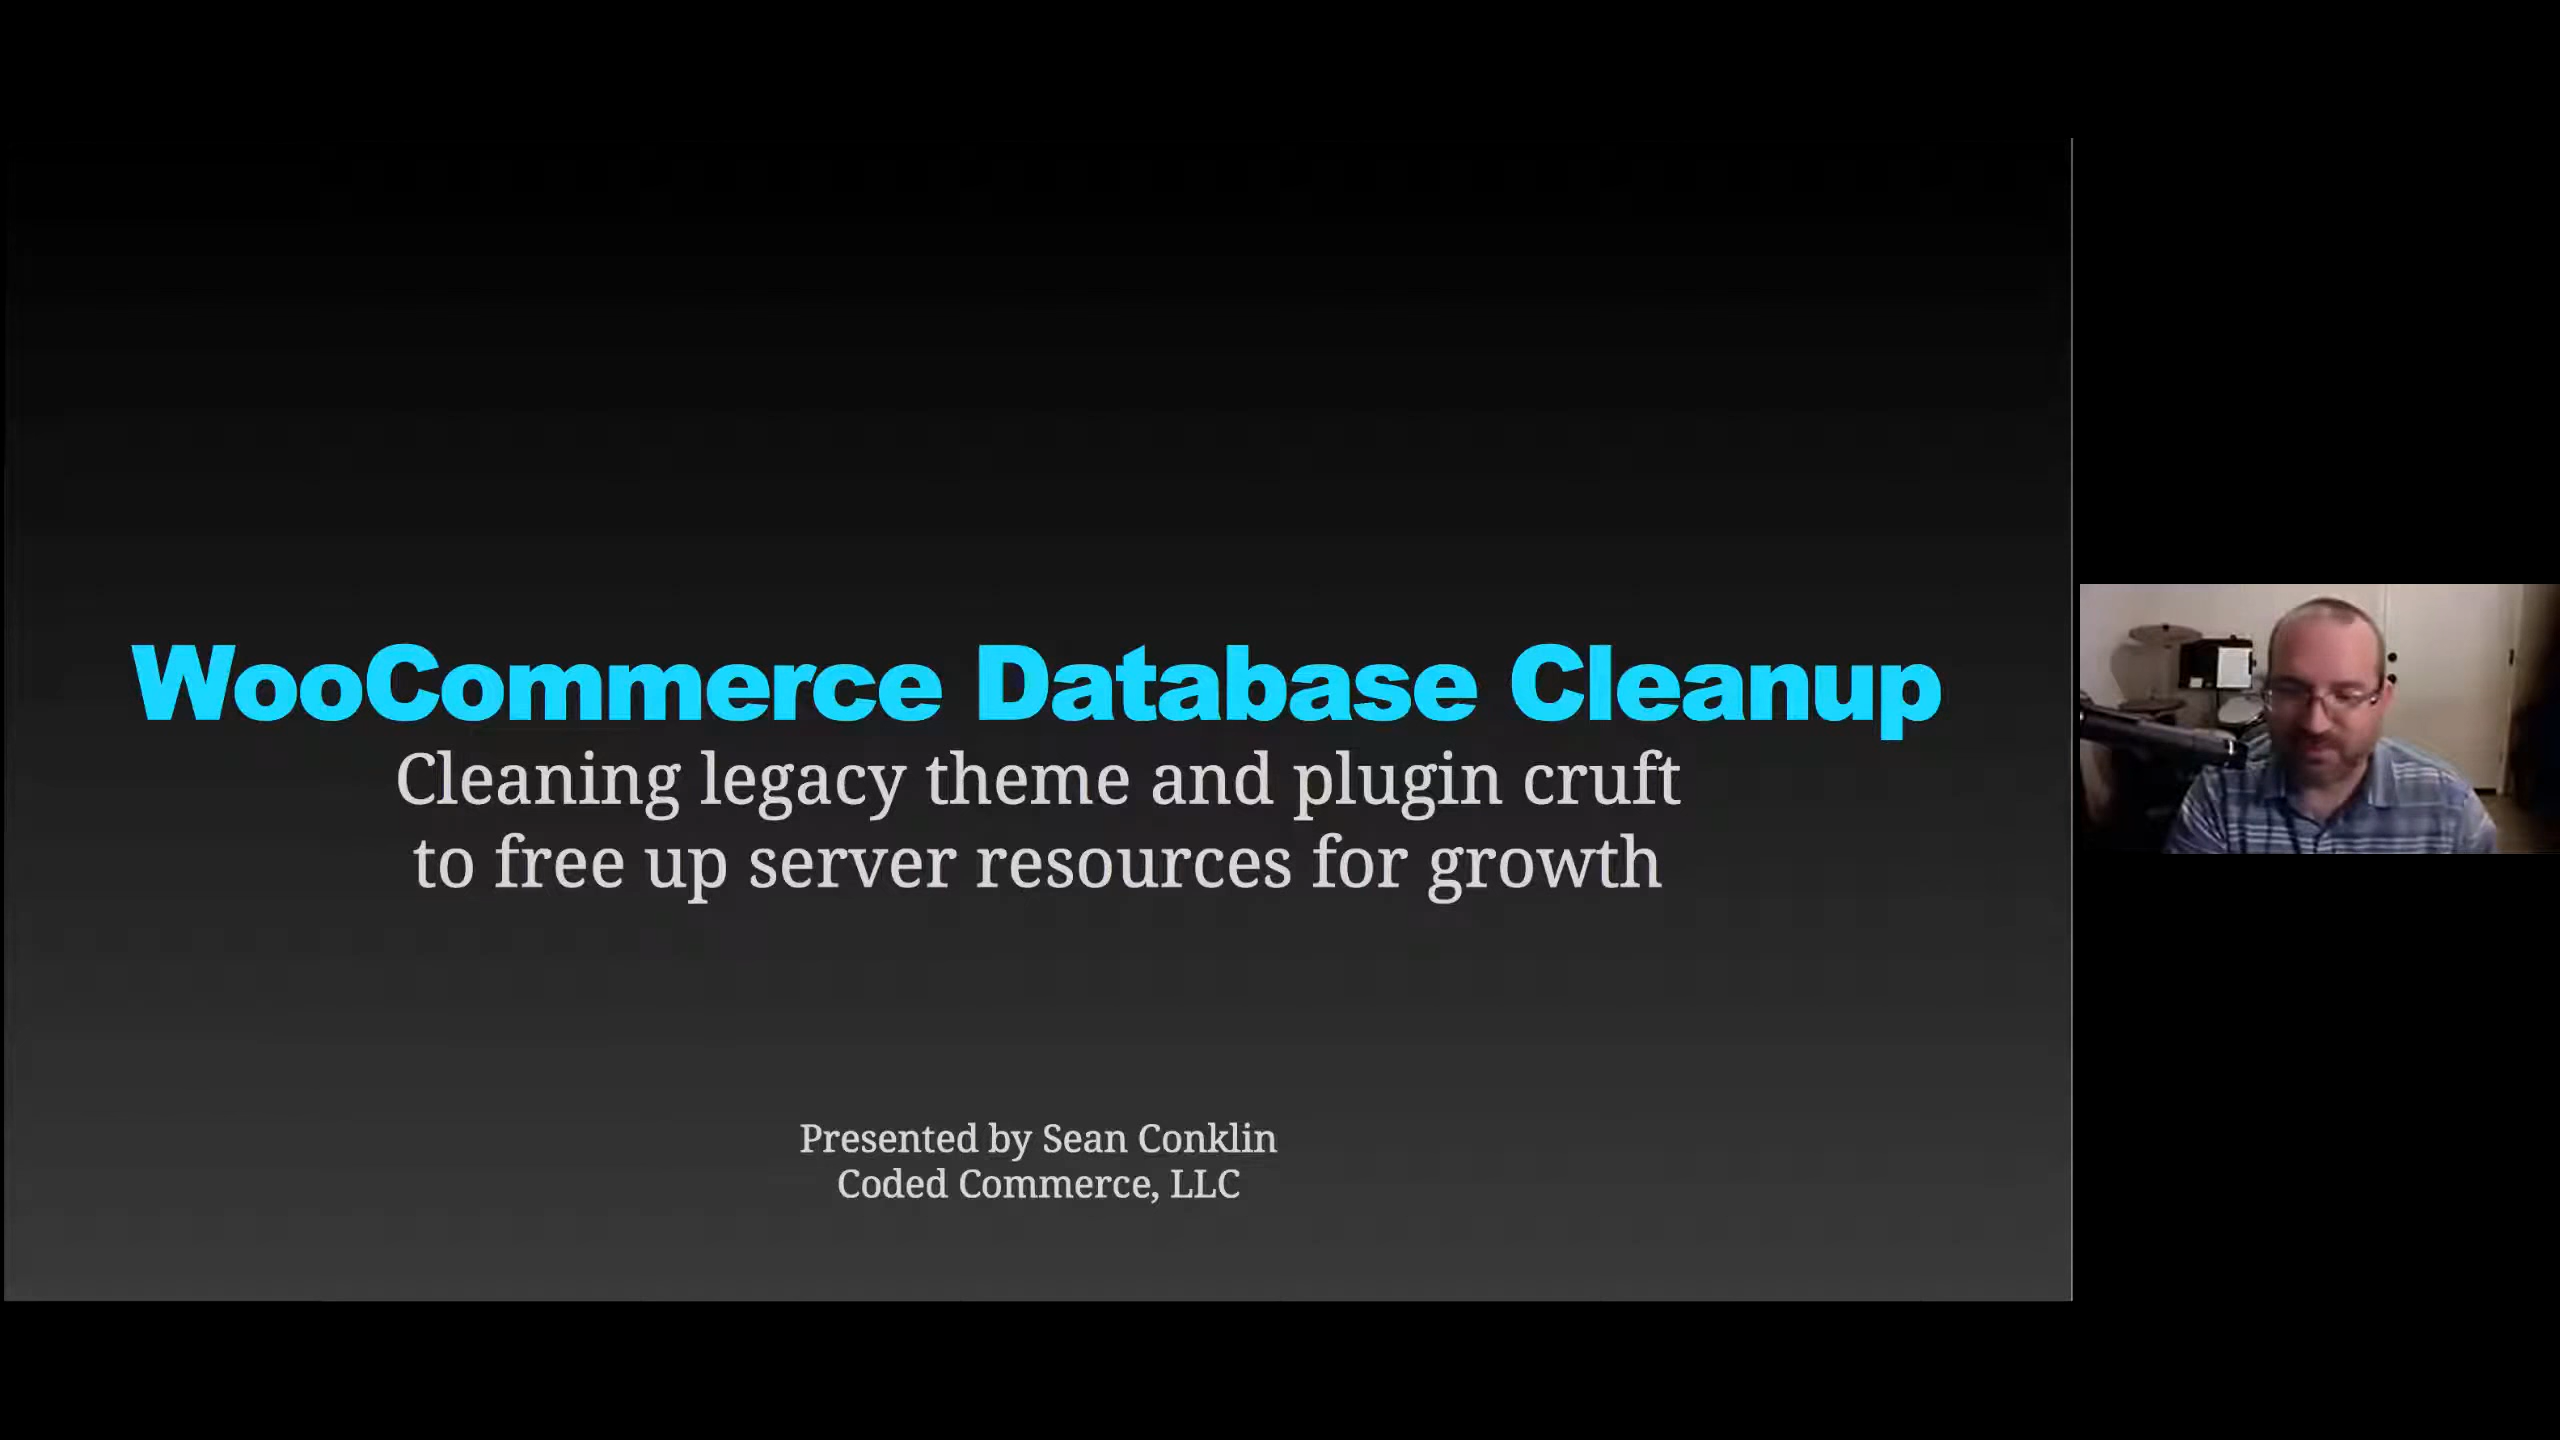 WooCommerce Database Cleanup
Cleaning legacy theme and plugin cruft
to free up server resources for growth
Presented by Sean Conklin
Coded Commerce, LLC